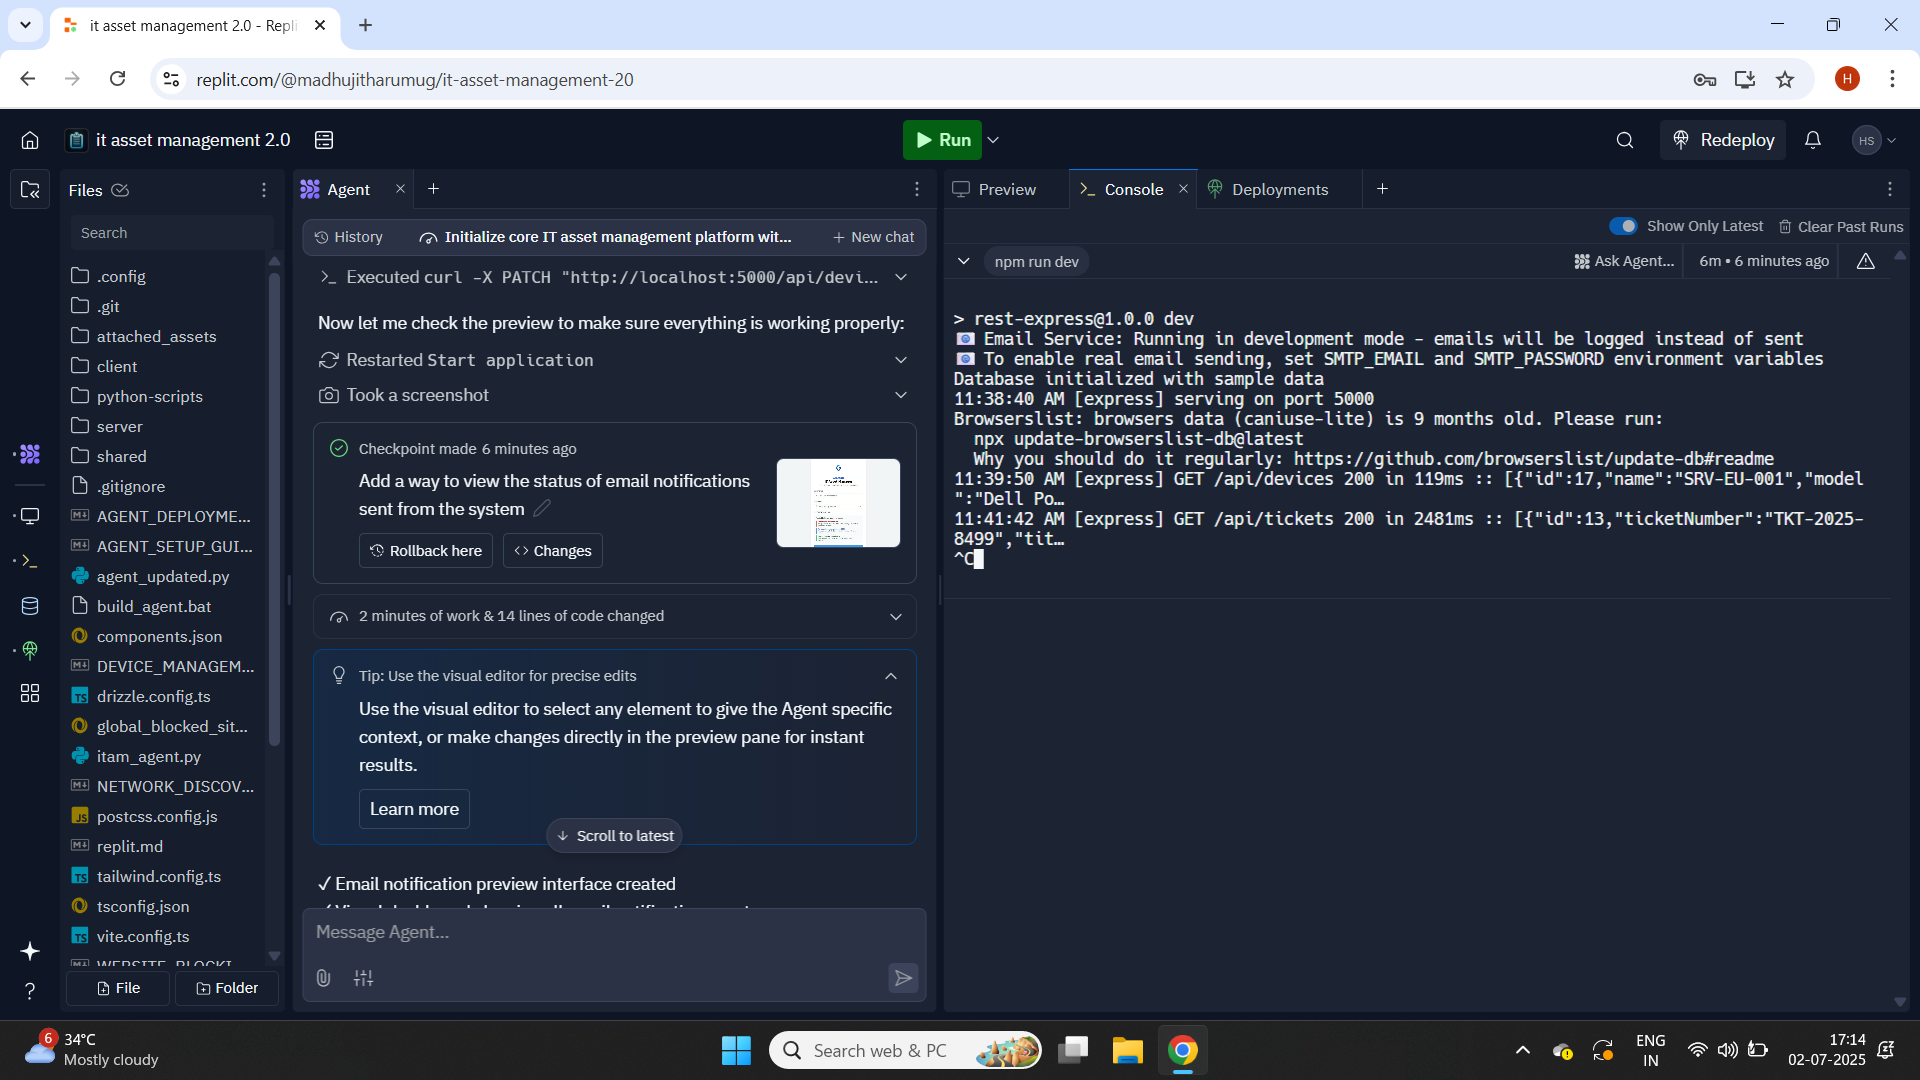 it asset management 2.0 - Repli
replit.com/@madhujitharumug/it-asset-management-20
H
it asset management 2.0
Run
Redeploy
HS
Files
Search
.config
.git
attached_assets
client
python-scripts
server
shared
.gitignore
AGENT_DEPLOYME...
AGENT_SETUP_GUI...
agent_updated.py
build_agent.bat
components.json
DEVICE_MANAGEM...
drizzle.config.ts
global_blocked_sit...
itam_agent.py
NETWORK_DISCOV...
postcss.config.js
replit.md
tailwind.config.ts
tsconfig.json
vite.config.ts
File
Folder
Agent
History
Initialize core IT asset management platform wit...
New chat
Executed curl -X PATCH "http://localhost:5000/api/devi...
Now let me check the preview to make sure everything is working properly:
Restarted Start application
Took a screenshot
Checkpoint made 6 minutes ago
Add a way to view the status of email notifications
sent from the system
Rollback here
Changes
2 minutes of work & 14 lines of code changed
Tip: Use the visual editor for precise edits
Use the visual editor to select any element to give the Agent specific
context, or make changes directly in the preview pane for instant
results.
Learn more
Scroll to latest
✓ Email notification preview interface created
Message Agent...
Preview
Console
Deployments
Show Only Latest
Clear Past Runs
npm run dev
Ask Agent...
6m • 6 minutes ago
> rest-express@1.0.0 dev
📧 Email Service: Running in development mode - emails will be logged instead of sent
📧 To enable real email sending, set SMTP_EMAIL and SMTP_PASSWORD environment variables
Database initialized with sample data
11:38:40 AM [express] serving on port 5000
Browserslist: browsers data (caniuse-lite) is 9 months old. Please run:
npx update-browserslist-db@latest
Why you should do it regularly: https://github.com/browserslist/update-db#readme
11:39:50 AM [express] GET /api/devices 200 in 119ms :: [{"id":17,"name":"SRV-EU-001","model
":"Dell Po…
11:41:42 AM [express] GET /api/tickets 200 in 2481ms :: [{"id":13,"ticketNumber":"TKT-2025-
8499","tit…
^C
6
34°C
Mostly cloudy
Search web & PC
ENG
IN
17:14
02-07-2025